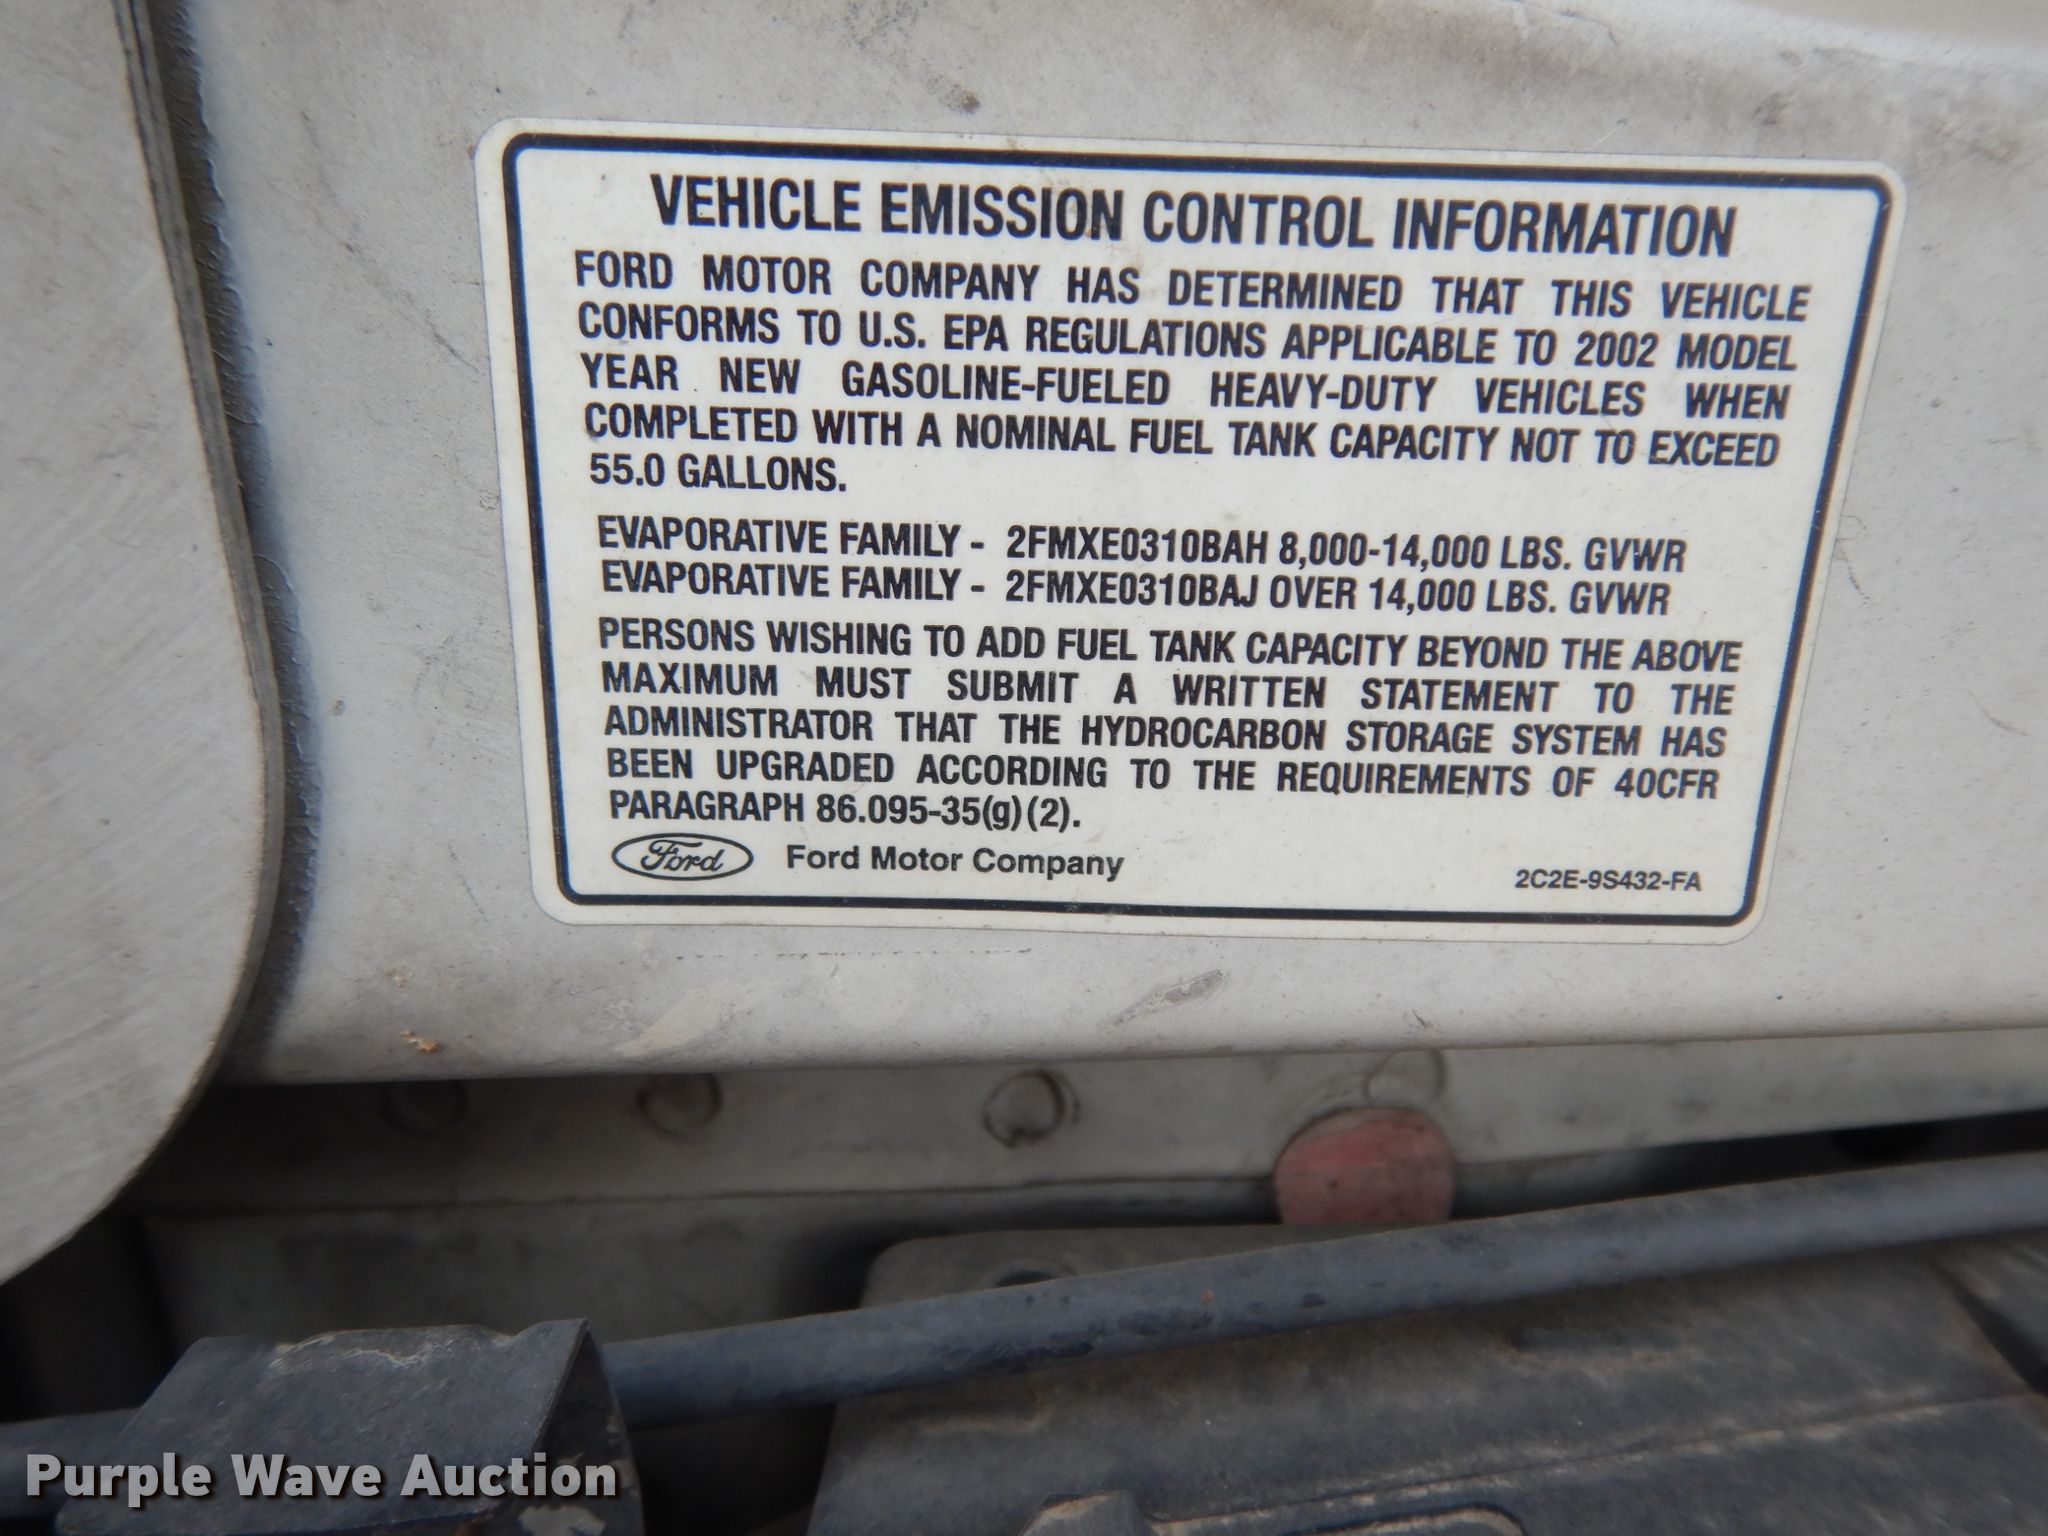 VEHICLE EMISSION CONTROL INFORMATION
FORD MOTOR COMPANY HAS DETERMINED THAT THIS VEHICLE
CONFORMS TO U.S. EPA REGULATIONS APPLICABLE TO 2002 MODEL
YEAR NEW GASOLINE-FUELED HEAVY-DUTY VEHICLES WHEN
COMPLETED WITH A NOMINAL FUEL TANK CAPACITY NOT TO EXCEED
55.0 GALLONS.
EVAPORATIVE FAMILY - 2FMXE0310BAH 8,000-14,000 LBS. GVWR
EVAPORATIVE FAMILY - 2FMXE0310BAJ OVER 14,000 LBS. GVWR
PERSONS WISHING TO ADD FUEL TANK CAPACITY BEYOND THE ABOVE
MAXIMUM MUST SUBMIT A WRITTEN STATEMENT TO THE
ADMINISTRATOR THAT THE HYDROCARBON STORAGE SYSTEM HAS
BEEN UPGRADED ACCORDING TO THE REQUIREMENTS OF 40CFR
PARAGRAPH 86.095-35(g)(2).
Ford Ford Motor Company 2C2E-9S432-FA
Purple Wave Auction